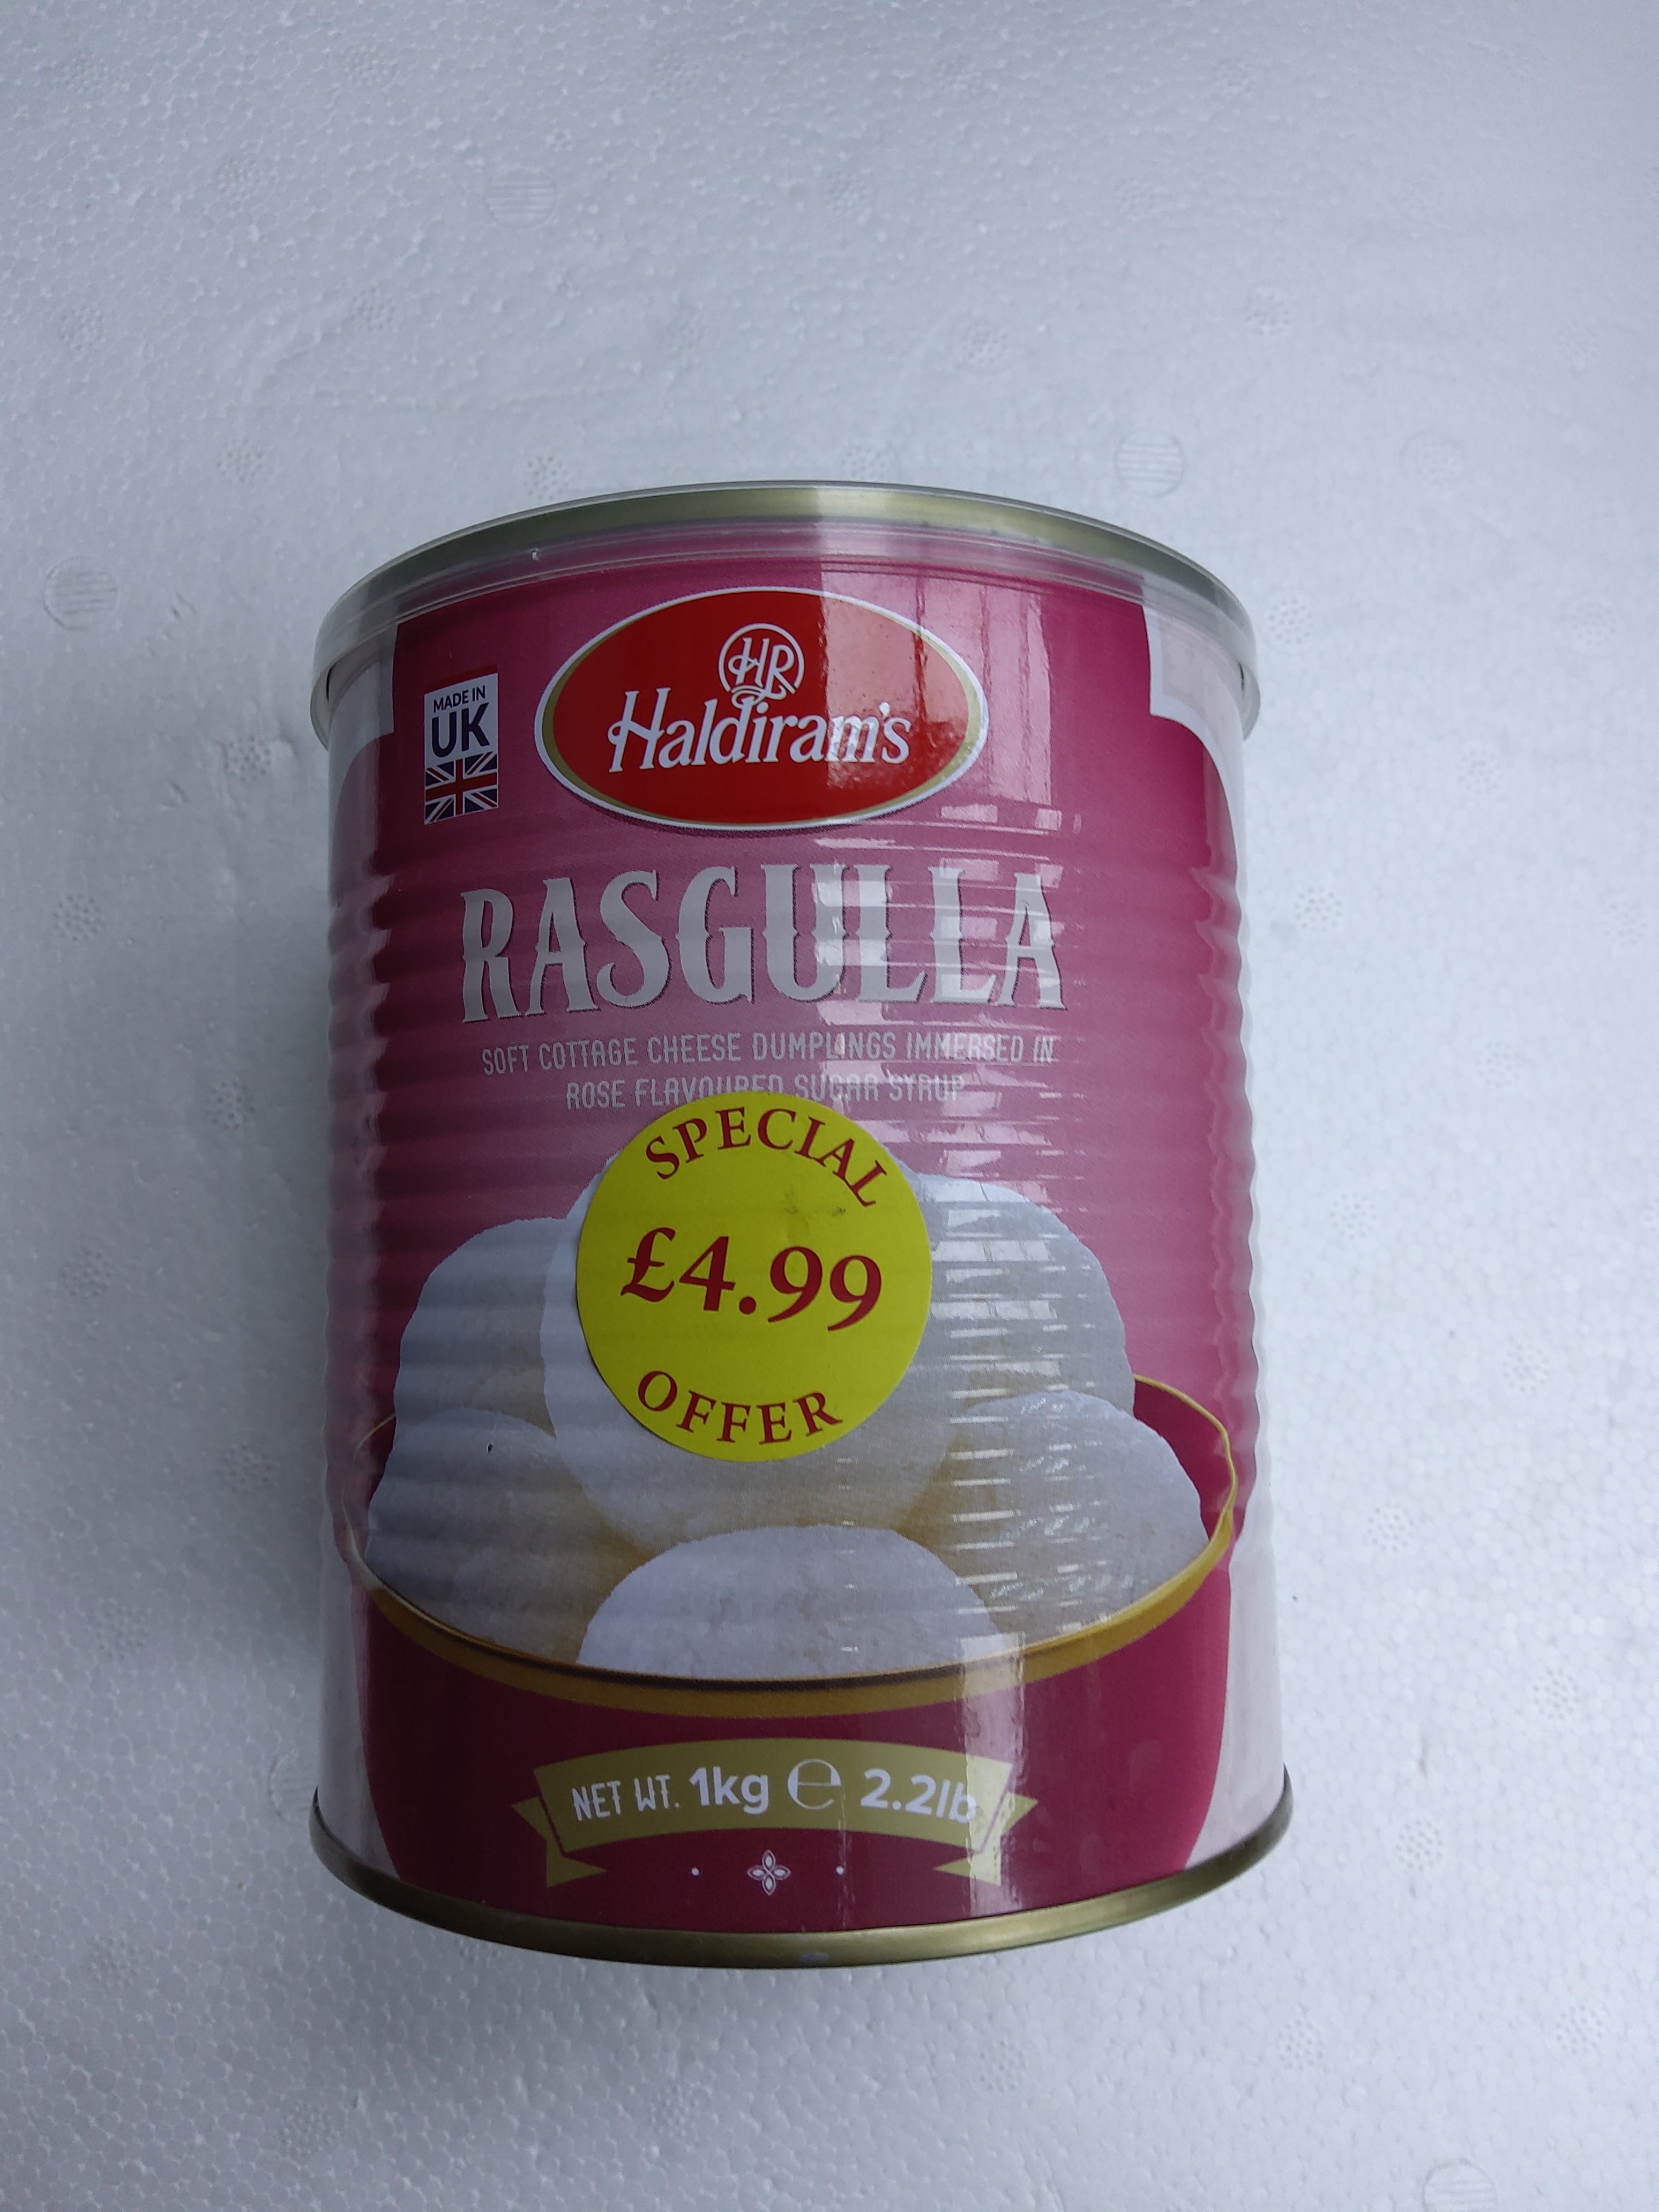 HR
Haldiram's
MADE IN
UK
RASGULLA
SOFT COTTAGE CHEESE DUMPLINGS IMMERSED IN
ROSE FLAVOURED SUGAR SYRUP
SPECIAL
£4.99
OFFER
NET WT. 1kg ℮ 2.2lb